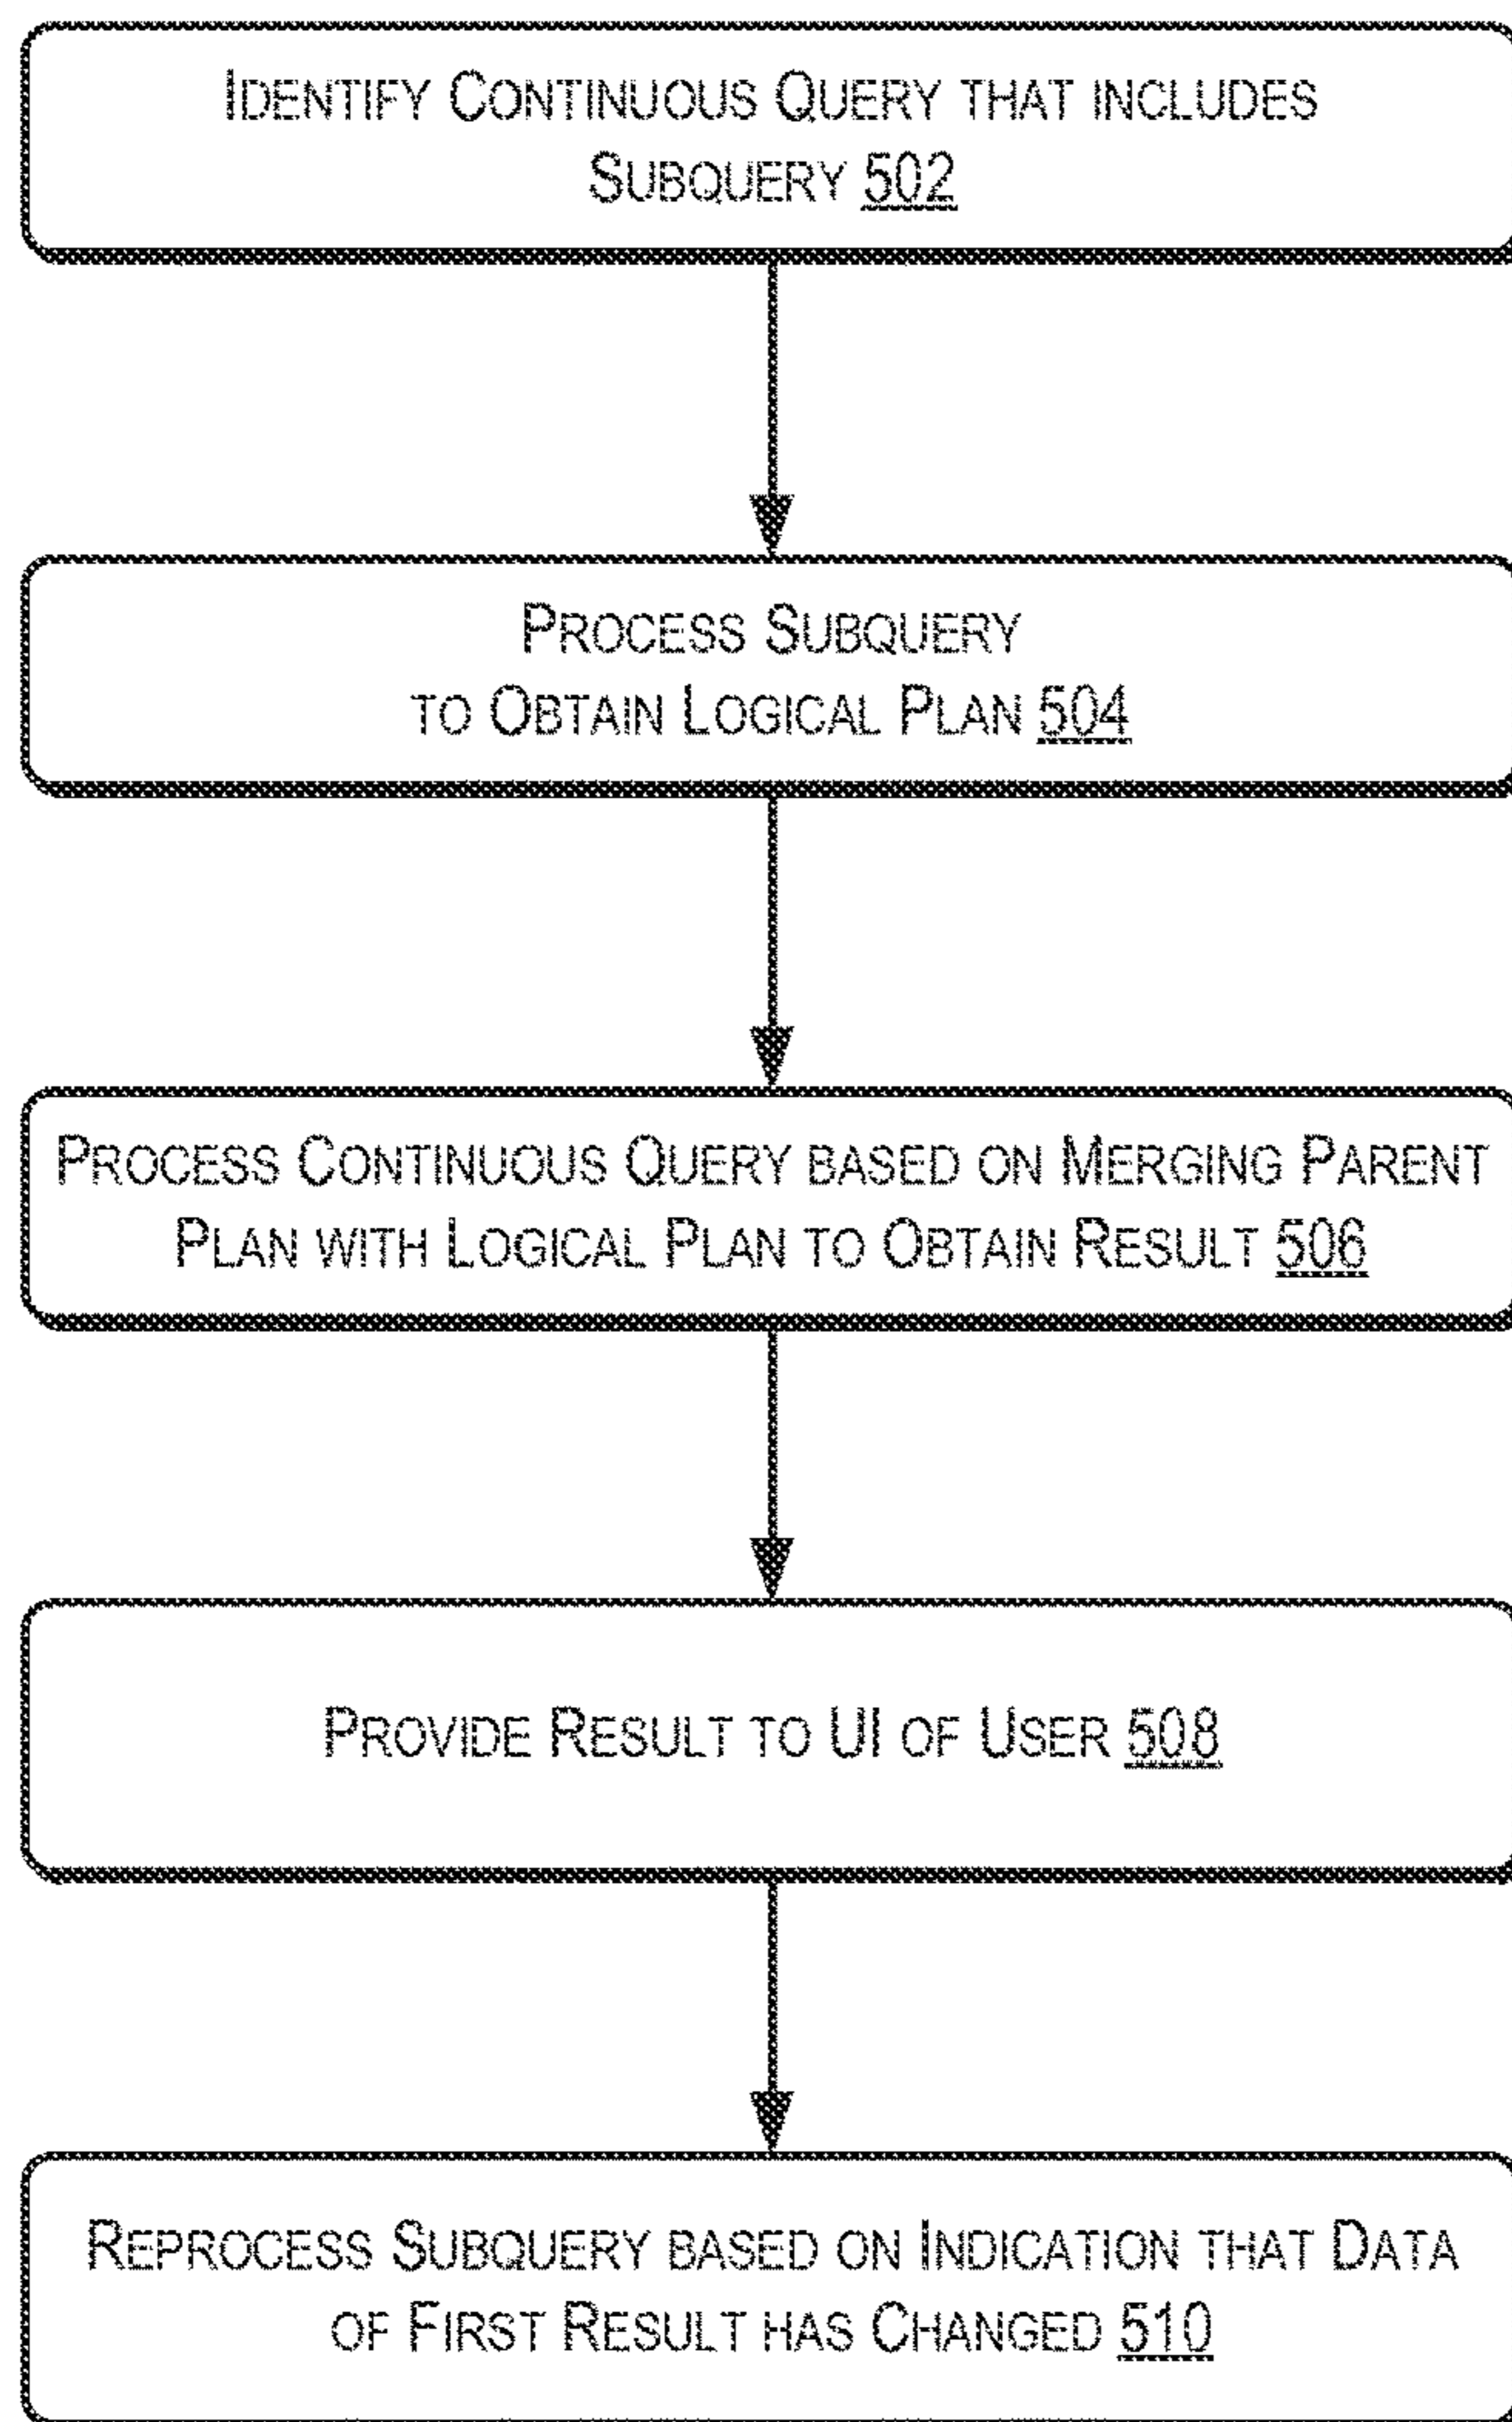 IDENTIFY CONTINUOUS QUERY THAT INCLUDES
SUBQUERY 502
PROCESS SUBQUERY
TO OBTAIN LOGICAL PLAN 504
PROCESS CONTINUOUS QUERY BASED ON MERGING PARENT
PLAN WITH LOGICAL PLAN TO OBTAIN RESULT 506
PROVIDE RESULT TO UI OF USER 508
REPROCESS SUBQUERY BASED ON INDICATION THAT DATA
OF FIRST RESULT HAS CHANGED 510